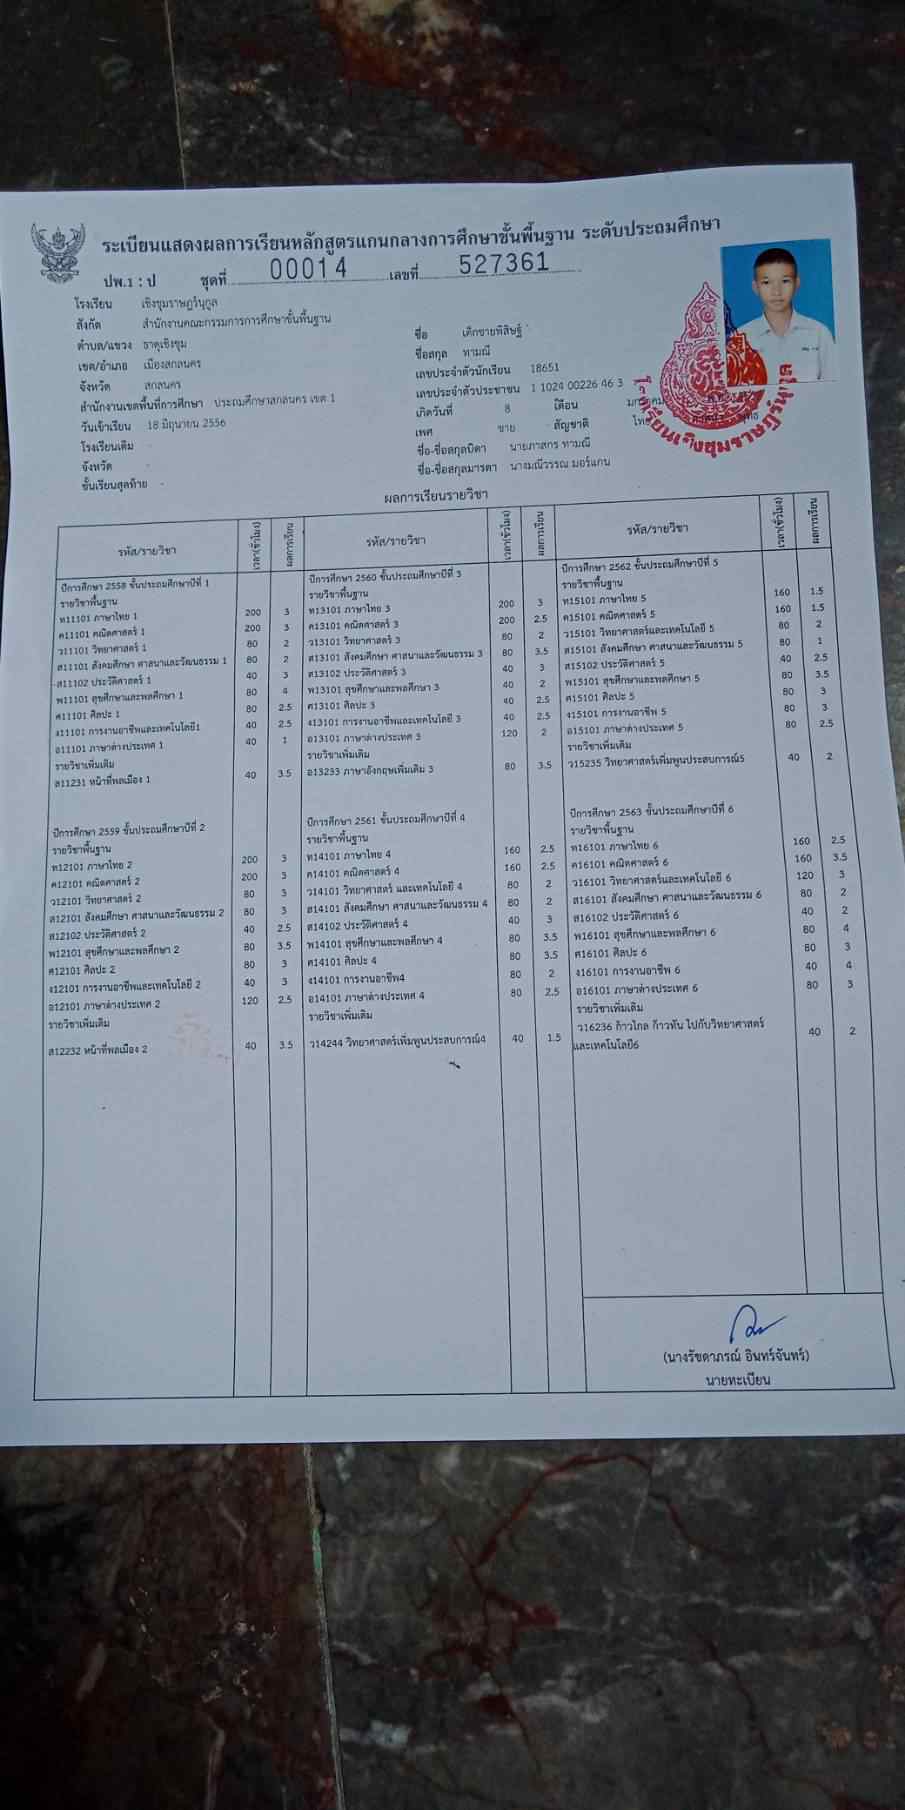 ระเบียนแสดงผลการเรียนหลักสูตรแกนกลางการศึกษาขั้นพื้นฐาน ระดับประถมศึกษา
ปพ.1 : ป ชุดที่ 00014 เลขที่ 527361
โรงเรียน เชิงชุมราษฎร์นุกูล
สังกัด สำนักงานคณะกรรมการการศึกษาขั้นพื้นฐาน
ตำบล/แขวง ธาตุเชิงชุม
เขต/อำเภอ เมืองสกลนคร
จังหวัด สกลนคร
สำนักงานเขตพื้นที่การศึกษา ประถมศึกษาสกลนคร เขต 1
วันเข้าเรียน 18 มิถุนายน 2556
โรงเรียนเดิม -
จังหวัด -
ชั้นเรียนสุดท้าย -
ชื่อ เด็กชายพิสิษฐ์
ชื่อสกุล ทามณี
เลขประจำตัวนักเรียน 18651
เลขประจำตัวประชาชน 1 1024 00226 46 3
เกิดวันที่ 8 เดือน
เพศ ชาย สัญชาติ
ชื่อ-ชื่อสกุลบิดา นายภาสกร ทามณี
ชื่อ-ชื่อสกุลมารดา นางมณีวรรณ มอร์แกน
โรงเรียนเชิงชุมราษฎร์นุกูล
ผลการเรียนรายวิชา
รหัส/รายวิชา เวลา(ชั่วโมง) ผลการเรียน
ปีการศึกษา 2558 ชั้นประถมศึกษาปีที่ 1
รายวิชาพื้นฐาน
ท11101 ภาษาไทย 1 200 3
ค11101 คณิตศาสตร์ 1 200 3
ว11101 วิทยาศาสตร์ 1 80 2
ส11101 สังคมศึกษา ศาสนาและวัฒนธรรม 1 80 2
ส11102 ประวัติศาสตร์ 1 40 3
พ11101 สุขศึกษาและพลศึกษา 1 80 4
ศ11101 ศิลปะ 1 80 2.5
ง11101 การงานอาชีพและเทคโนโลยี1 40 2.5
อ11101 ภาษาต่างประเทศ 1 40 1
รายวิชาเพิ่มเติม
ส11231 หน้าที่พลเมือง 1 40 3.5
ปีการศึกษา 2559 ชั้นประถมศึกษาปีที่ 2
รายวิชาพื้นฐาน
ท12101 ภาษาไทย 2 200 3
ค12101 คณิตศาสตร์ 2 200 3
ว12101 วิทยาศาสตร์ 2 80 3
ส12101 สังคมศึกษา ศาสนาและวัฒนธรรม 2 80 3
ส12102 ประวัติศาสตร์ 2 40 2.5
พ12101 สุขศึกษาและพลศึกษา 2 80 3.5
ศ12101 ศิลปะ 2 80 3
ง12101 การงานอาชีพและเทคโนโลยี 2 40 3
อ12101 ภาษาต่างประเทศ 2 120 2.5
รายวิชาเพิ่มเติม
ส12232 หน้าที่พลเมือง 2 40 3.5
รหัส/รายวิชา เวลา(ชั่วโมง) ผลการเรียน
ปีการศึกษา 2560 ชั้นประถมศึกษาปีที่ 3
รายวิชาพื้นฐาน
ท13101 ภาษาไทย 3 200 3
ค13101 คณิตศาสตร์ 3 200 2.5
ว13101 วิทยาศาสตร์ 3 80 2
ส13101 สังคมศึกษา ศาสนาและวัฒนธรรม 3 80 3.5
ส13102 ประวัติศาสตร์ 3 40 3
พ13101 สุขศึกษาและพลศึกษา 3 40 2
ศ13101 ศิลปะ 3 40 2.5
ง13101 การงานอาชีพและเทคโนโลยี 3 40 2.5
อ13101 ภาษาต่างประเทศ 3 120 2
รายวิชาเพิ่มเติม
อ13233 ภาษาอังกฤษเพิ่มเติม 3 80 3.5
ปีการศึกษา 2561 ชั้นประถมศึกษาปีที่ 4
รายวิชาพื้นฐาน
ท14101 ภาษาไทย 4 160 2.5
ค14101 คณิตศาสตร์ 4 160 2.5
ว14101 วิทยาศาสตร์ และเทคโนโลยี 4 80 2
ส14101 สังคมศึกษา ศาสนาและวัฒนธรรม 4 80 2
ส14102 ประวัติศาสตร์ 4 40 3
พ14101 สุขศึกษาและพลศึกษา 4 80 3.5
ศ14101 ศิลปะ 4 80 3.5
ง14101 การงานอาชีพ4 80 2
อ14101 ภาษาต่างประเทศ 4 80 2.5
รายวิชาเพิ่มเติม
ว14244 วิทยาศาสตร์เพิ่มพูนประสบการณ์4 40 1.5
รหัส/รายวิชา เวลา(ชั่วโมง) ผลการเรียน
ปีการศึกษา 2562 ชั้นประถมศึกษาปีที่ 5
รายวิชาพื้นฐาน
ท15101 ภาษาไทย 5 160 1.5
ค15101 คณิตศาสตร์ 5 160 1.5
ว15101 วิทยาศาสตร์และเทคโนโลยี 5 80 2
ส15101 สังคมศึกษา ศาสนาและวัฒนธรรม 5 80 1
ส15102 ประวัติศาสตร์ 5 40 2.5
พ15101 สุขศึกษาและพลศึกษา 5 80 3.5
ศ15101 ศิลปะ 5 80 3
ง15101 การงานอาชีพ 5 80 3
อ15101 ภาษาต่างประเทศ 5 80 2.5
รายวิชาเพิ่มเติม
ว15235 วิทยาศาสตร์เพิ่มพูนประสบการณ์5 40 2
ปีการศึกษา 2563 ชั้นประถมศึกษาปีที่ 6
รายวิชาพื้นฐาน
ท16101 ภาษาไทย 6 160 2.5
ค16101 คณิตศาสตร์ 6 160 3.5
ว16101 วิทยาศาสตร์และเทคโนโลยี 6 120 3
ส16101 สังคมศึกษา ศาสนาและวัฒนธรรม 6 80 2
ส16102 ประวัติศาสตร์ 6 40 2
พ16101 สุขศึกษาและพลศึกษา 6 80 4
ศ16101 ศิลปะ 6 80 3
ง16101 การงานอาชีพ 6 40 4
อ16101 ภาษาต่างประเทศ 6 80 3
รายวิชาเพิ่มเติม
ว16236 ก้าวไกล ก้าวทัน ไปกับวิทยาศาสตร์
และเทคโนโลยี6 40 2
(นางรัชดาภรณ์ อินทร์จันทร์)
นายทะเบียน